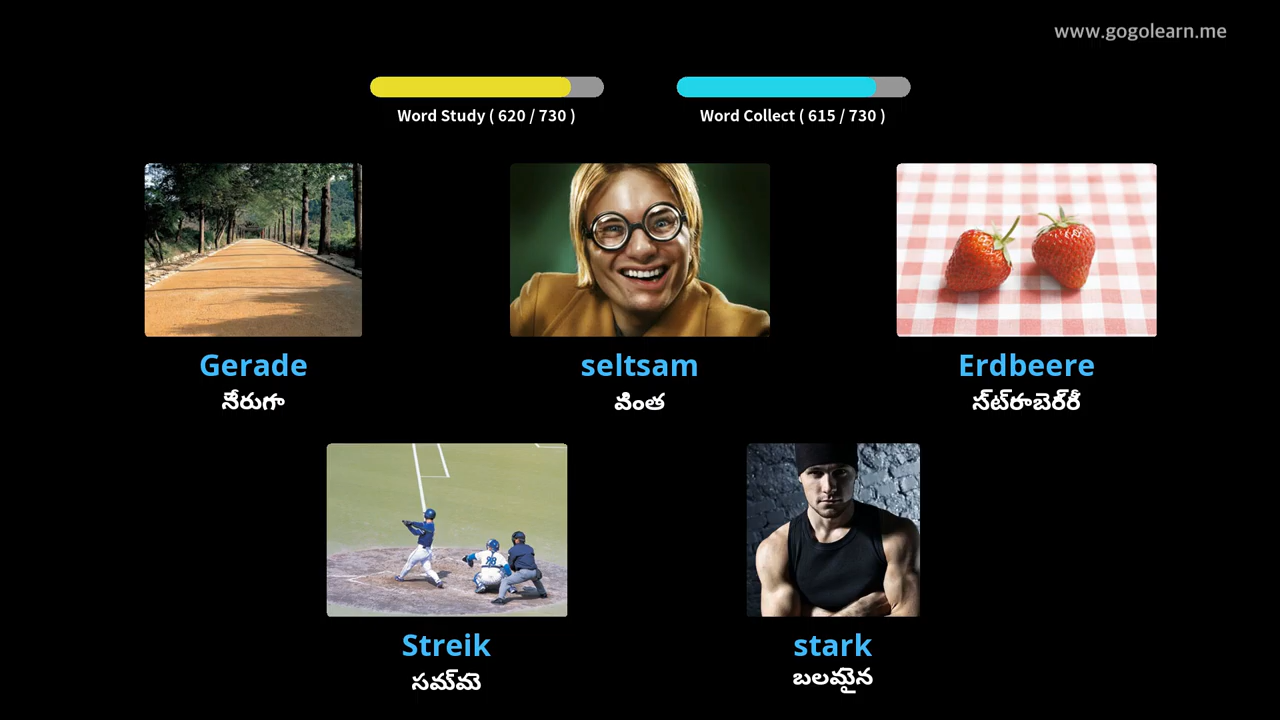 www.gogolearn.me
Word Study ( 620 / 730 )
Word Collect ( 615 / 730 )
Gerade
నేరుగా
seltsam
వింత
Erdbeere
స్ట్రాబెర్రీ
Streik
సమ్మె
stark
బలమైన